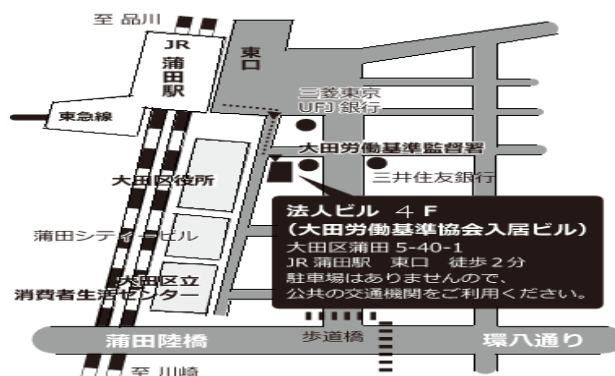 至 品川
JR
蒲田駅
東口
三菱東京
UFJ 銀行
東急線
大田労働基準監督署
大田区役所
三井住友銀行
法人ビル ４ F
(大田労働基準協会入居ビル)
大田区蒲田 5-40-1
JR 蒲田駅　東口　徒歩２分
駐車場はありませんので、
公共の交通機関をご利用ください。
蒲田シティービル
大田区立
消費者生活センター
蒲田陸橋
歩道橋
環八通り
至 川崎